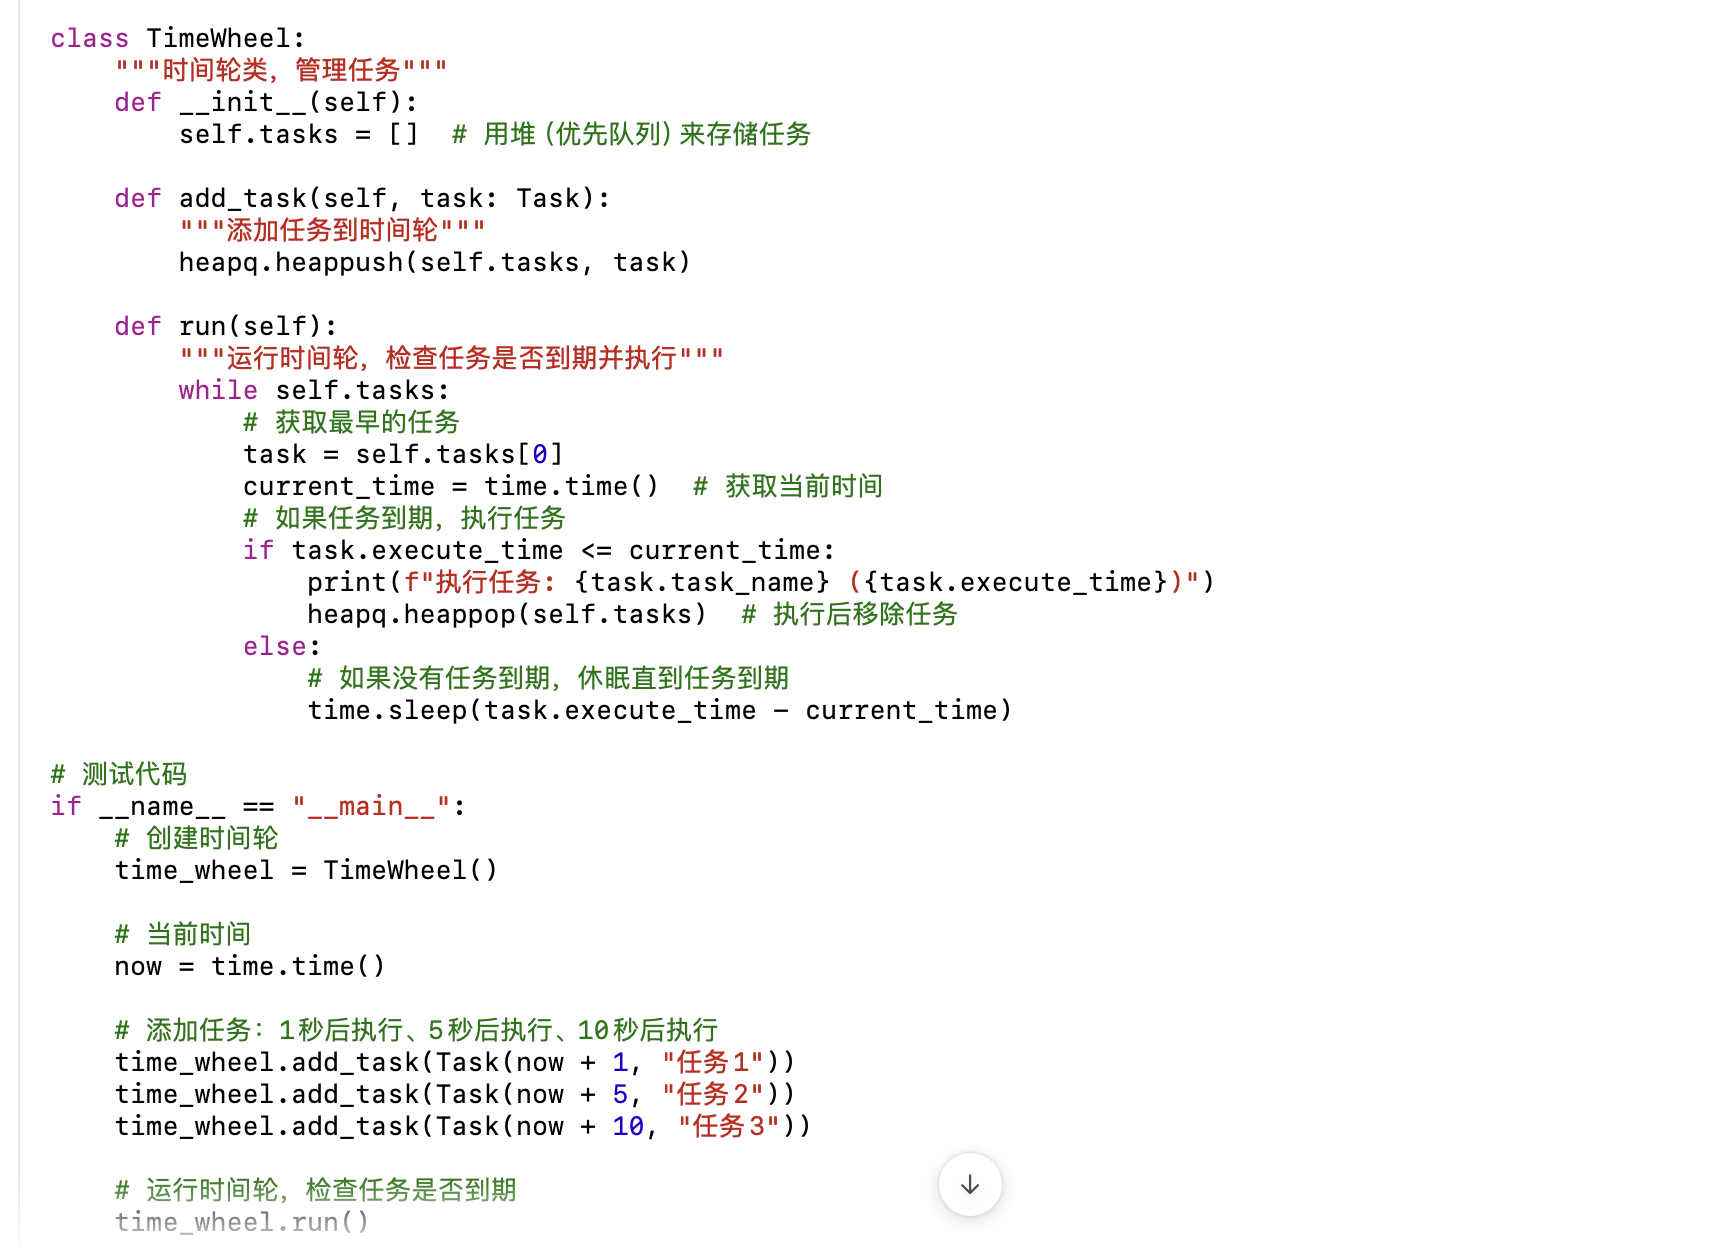 class TimeWheel:
    """时间轮类，管理任务"""
    def __init__(self):
        self.tasks = []  # 用堆(优先队列)来存储任务

    def add_task(self, task: Task):
        """添加任务到时间轮"""
        heapq.heappush(self.tasks, task)

    def run(self):
        """运行时间轮，检查任务是否到期并执行"""
        while self.tasks:
            # 获取最早的任务
            task = self.tasks[0]
            current_time = time.time()  # 获取当前时间
            # 如果任务到期，执行任务
            if task.execute_time <= current_time:
                print(f"执行任务: {task.task_name} ({task.execute_time})")
                heapq.heappop(self.tasks)  # 执行后移除任务
            else:
                # 如果没有任务到期，休眠直到任务到期
                time.sleep(task.execute_time - current_time)

# 测试代码
if __name__ == "__main__":
    # 创建时间轮
    time_wheel = TimeWheel()

    # 当前时间
    now = time.time()

    # 添加任务：1秒后执行、5秒后执行、10秒后执行
    time_wheel.add_task(Task(now + 1, "任务1"))
    time_wheel.add_task(Task(now + 5, "任务2"))
    time_wheel.add_task(Task(now + 10, "任务3"))

    # 运行时间轮，检查任务是否到期
    time_wheel.run()